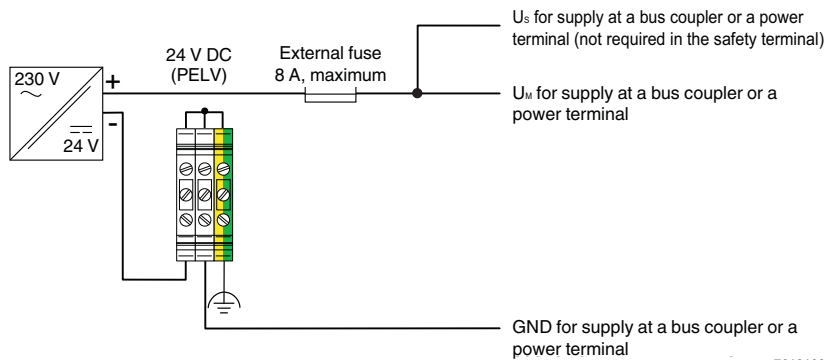 Us for supply at a bus coupler or a power
terminal (not required in the safety terminal)
24 V DC
(PELV)
External fuse
8 A, maximum
230 V
+
-
24 V
UM for supply at a bus coupler or a
power terminal
GND for supply at a bus coupler or a
power terminal